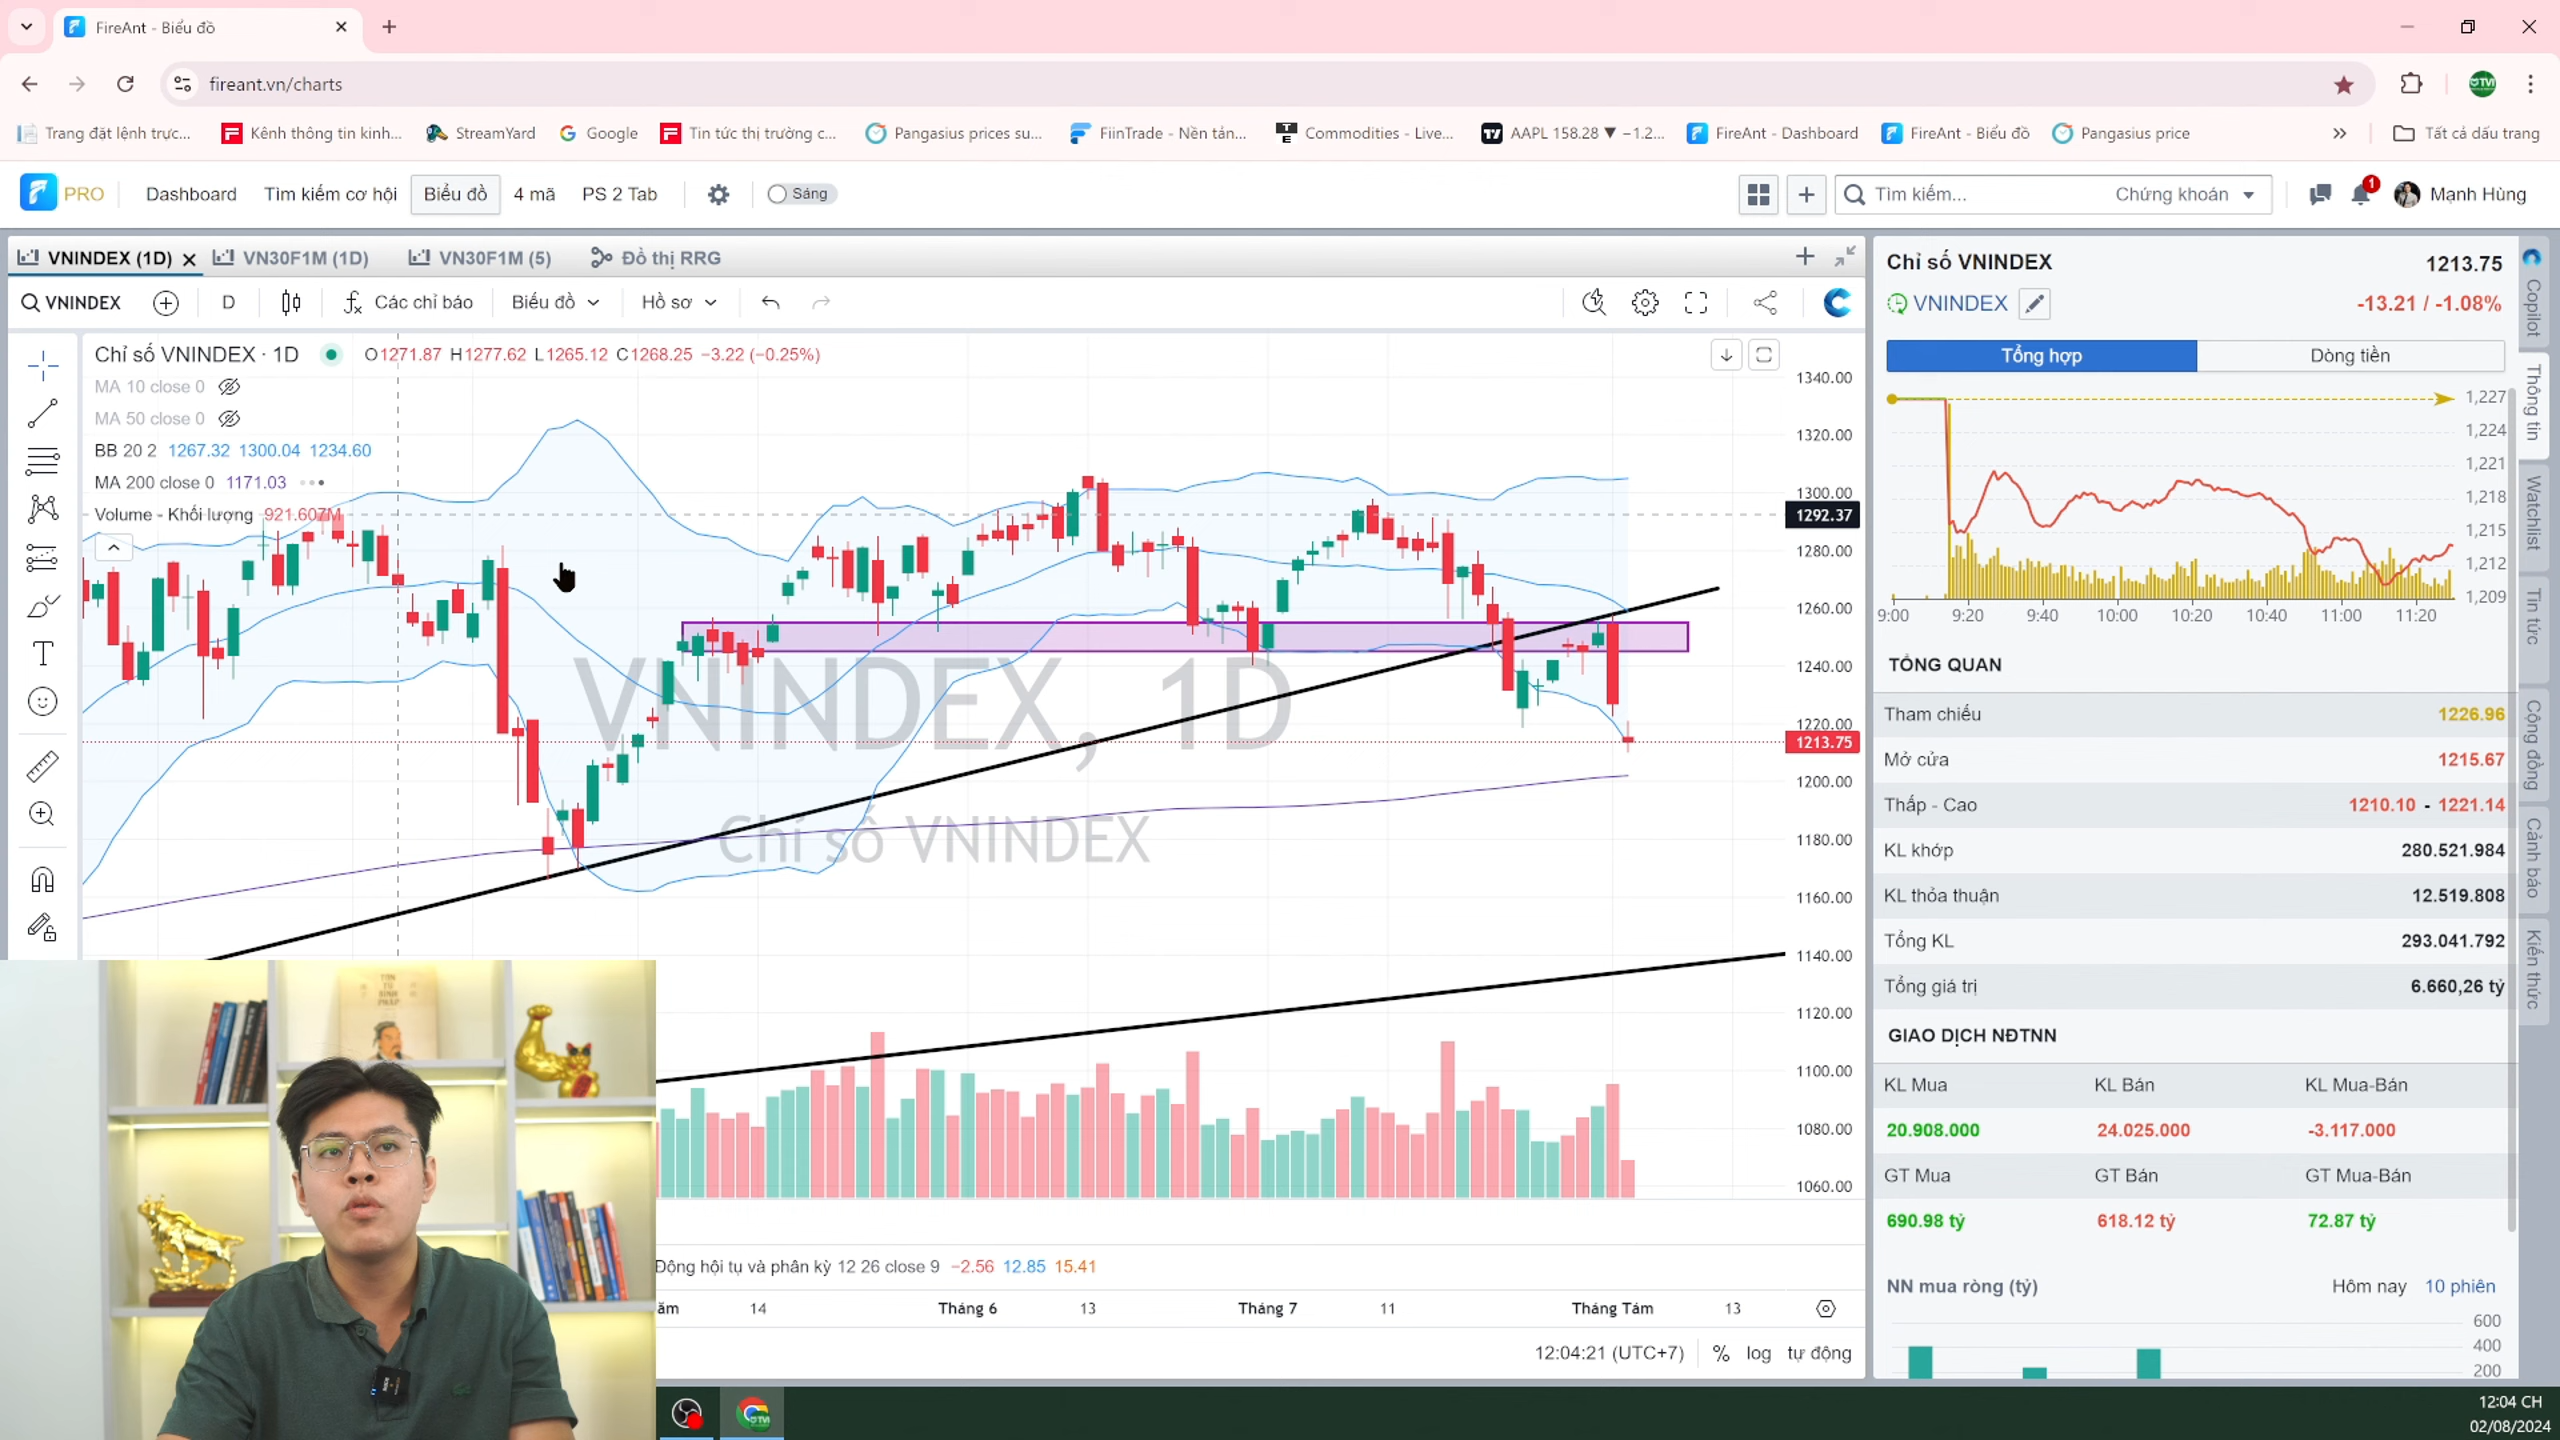 FireAnt - Biểu đồ
fireant.vn/charts
Trang đặt lệnh trực... Kênh thông tin kinh... StreamYard Google Tin tức thị trường c... Pangasius prices su... FiinTrade - Nền tản... Commodities - Live... AAPL 158.28 ▼ −1.2... FireAnt - Dashboard FireAnt - Biểu đồ Pangasius price » Tất cả dấu trang
PRO Dashboard Tìm kiếm cơ hội Biểu đồ 4 mã PS 2 Tab Sáng Tìm kiếm... Chứng khoán 1 Mạnh Hùng
VNINDEX (1D) VN30F1M (1D) VN30F1M (5) Đồ thị RRG
VNINDEX D Các chỉ báo Biểu đồ Hồ sơ
Chỉ số VNINDEX · 1D O1271.87 H1277.62 L1265.12 C1268.25 −3.22 (−0.25%)
MA 10 close 0
MA 50 close 0
BB 20 2 1267.32 1300.04 1234.60
MA 200 close 0 1171.03
Volume - Khối lượng 921.607M
VNINDEX, 1D
Chỉ số VNINDEX
1340.00
1320.00
1300.00
1292.37
1280.00
1260.00
1240.00
1220.00
1213.75
1200.00
1180.00
1160.00
1140.00
1120.00
1100.00
1080.00
1060.00
Động hội tụ và phân kỳ 12 26 close 9 −2.56 12.85 15.41
ăm 14 Tháng 6 13 Tháng 7 11 Tháng Tám 13
12:04:21 (UTC+7) % log tự động
Chỉ số VNINDEX 1213.75
VNINDEX -13.21 / -1.08%
Tổng hợp Dòng tiền
1,227
1,224
1,221
1,218
1,215
1,212
1,209
9:00 9:20 9:40 10:00 10:20 10:40 11:00 11:20
TỔNG QUAN
Tham chiếu 1226.96
Mở cửa 1215.67
Thấp - Cao 1210.10 - 1221.14
KL khớp 280.521.984
KL thỏa thuận 12.519.808
Tổng KL 293.041.792
Tổng giá trị 6.660,26 tỷ
GIAO DỊCH NĐTNN
KL Mua KL Bán KL Mua-Bán
20.908.000 24.025.000 -3.117.000
GT Mua GT Bán GT Mua-Bán
690.98 tỷ 618.12 tỷ 72.87 tỷ
NN mua ròng (tỷ) Hôm nay 10 phiên
600
400
200
Copilot
Thông tin
Watchlist
Tin tức
Cộng đồng
Cảnh báo
Kiến thức
TÔN
TỬ
BINH
PHÁP
12:04 CH
02/08/2024